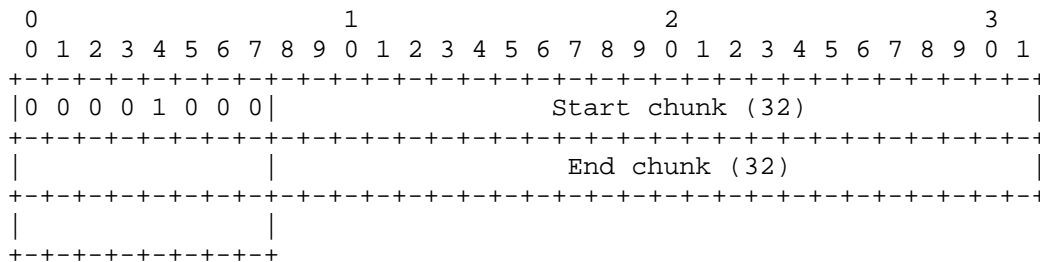 0                   1                   2                   3
 0 1 2 3 4 5 6 7 8 9 0 1 2 3 4 5 6 7 8 9 0 1 2 3 4 5 6 7 8 9 0 1
+-+-+-+-+-+-+-+-+-+-+-+-+-+-+-+-+-+-+-+-+-+-+-+-+-+-+-+-+-+-+-+-+
|0 0 0 0 1 0 0 0|                 Start chunk (32)              |
+-+-+-+-+-+-+-+-+-+-+-+-+-+-+-+-+-+-+-+-+-+-+-+-+-+-+-+-+-+-+-+-+
|               |                  End chunk (32)               |
+-+-+-+-+-+-+-+-+-+-+-+-+-+-+-+-+-+-+-+-+-+-+-+-+-+-+-+-+-+-+-+-+
|               |
+-+-+-+-+-+-+-+-+